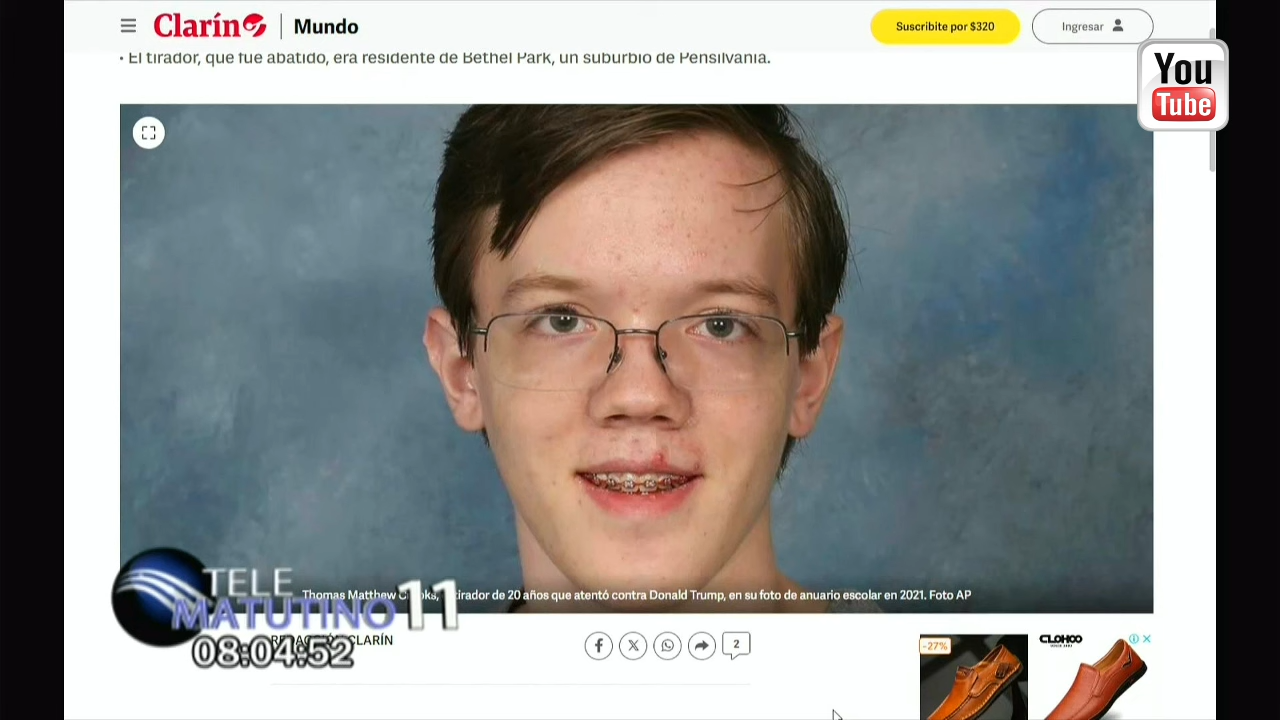 Clarín
Mundo
Suscribite por $320
Ingresar
You
Tube
• El tirador, que fue abatido, era residente de Bethel Park, un suburbio de Pensilvania.
Thomas Matthew tirador de 20 años que atentó contra Donald Trump, en su foto de anuario escolar en 2021. Foto AP
TELE
MATUTINO 11
08:04:52
CLARÍN
2
-27%
CLOHOO